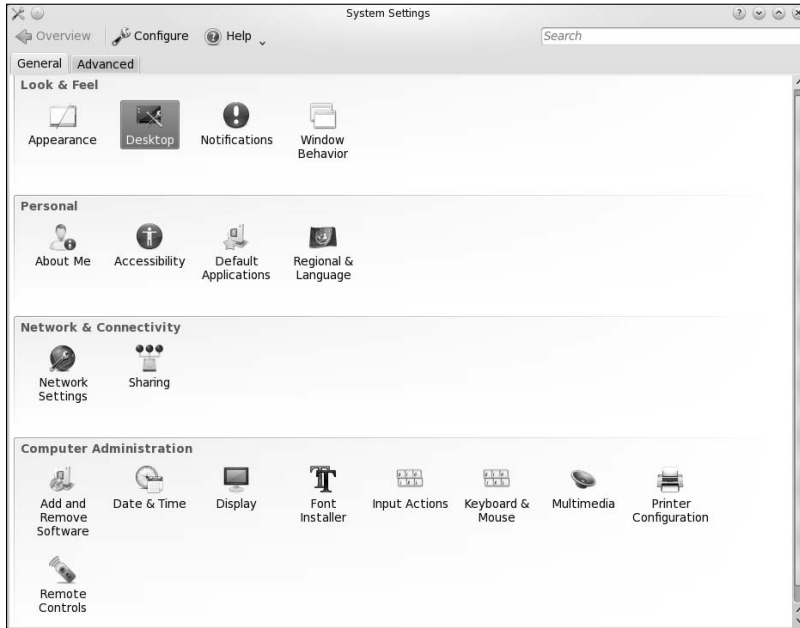 System Settings
Overview Configure Help Search
General Advanced
Look & Feel
Appearance Desktop Notifications Window
Behavior
Personal
About Me Accessibility Default Regional &
Applications Language
Network & Connectivity
Network Sharing
Settings
Computer Administration
Add and Date & Time Display Font Input Actions Keyboard & Multimedia Printer
Remove Installer Mouse Configuration
Software
Remote
Controls